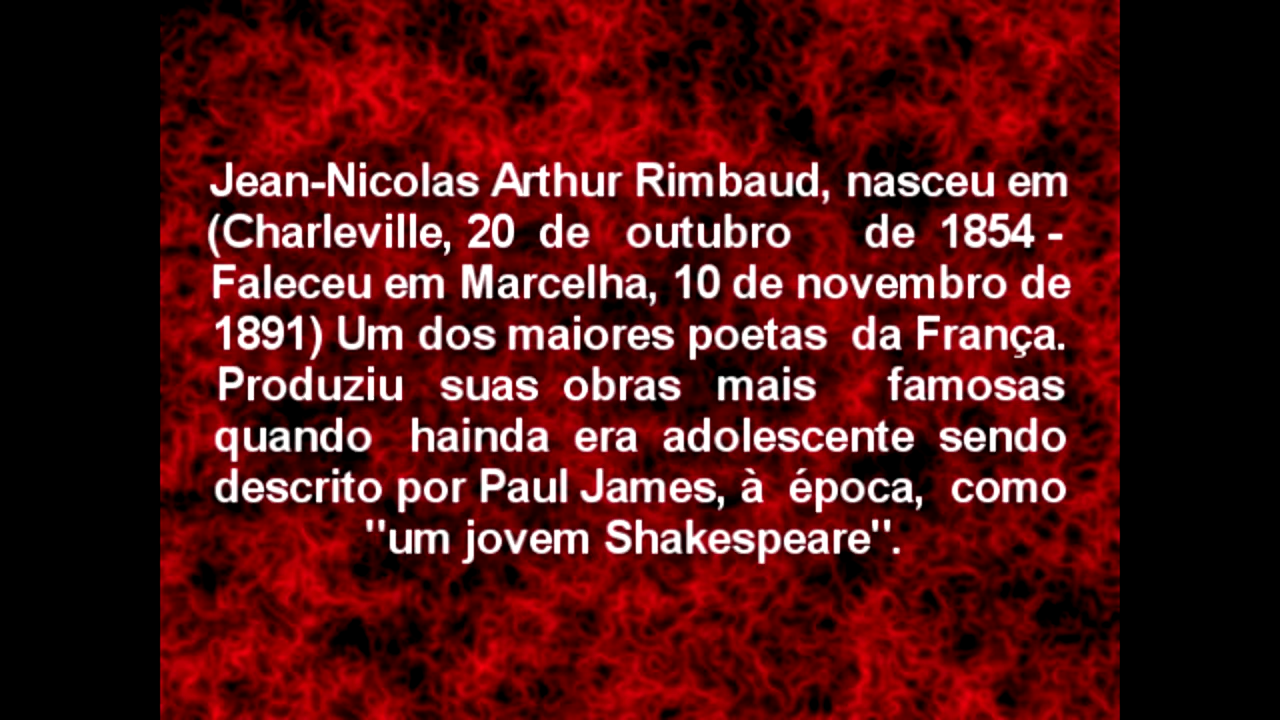 Jean-Nicolas Arthur Rimbaud, nasceu em
(Charleville, 20 de outubro de 1854 -
Faleceu em Marcelha, 10 de novembro de
1891) Um dos maiores poetas da França.
Produziu suas obras mais famosas
quando hainda era adolescente sendo
descrito por Paul James, à época, como
"um jovem Shakespeare".